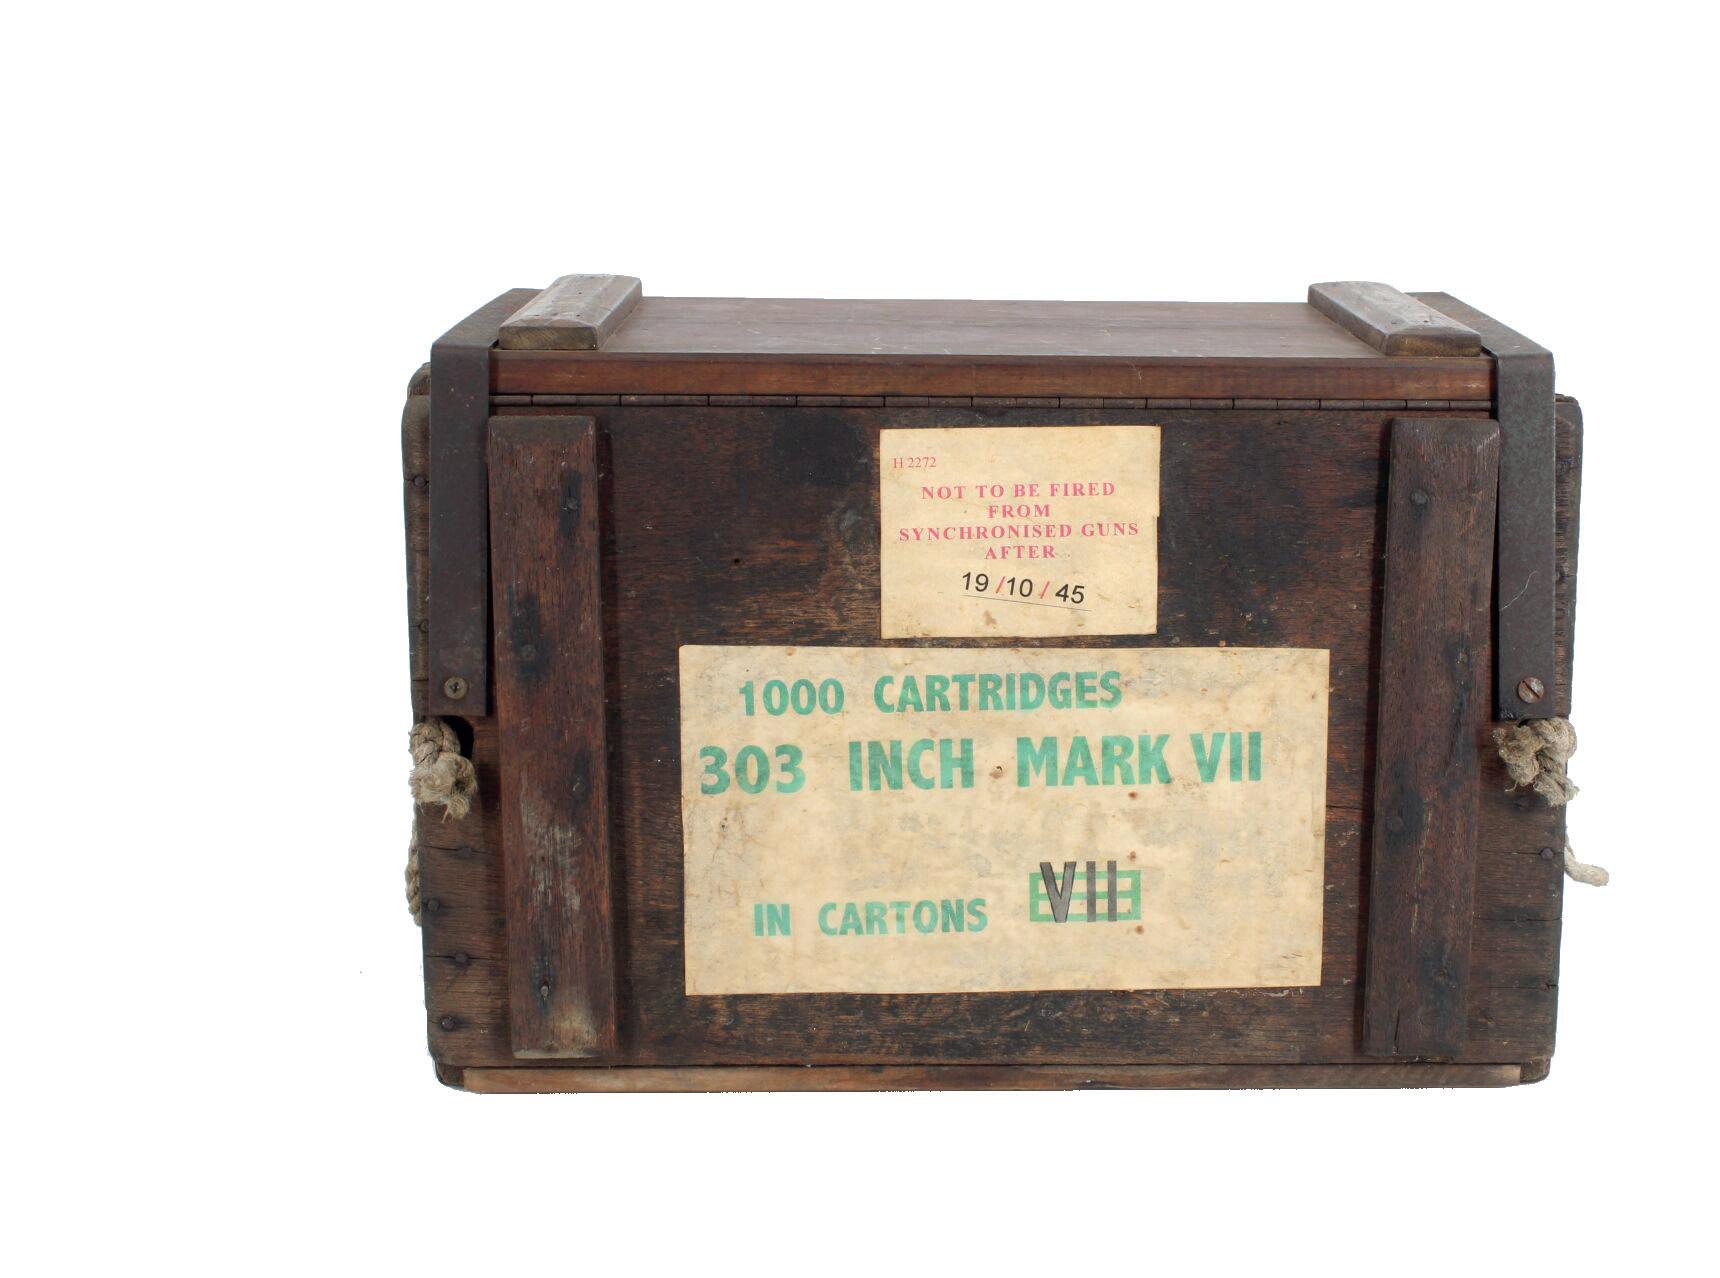 H 2272
NOT TO BE FIRED
FROM
SYNCHRONISED GUNS
AFTER
19/10/45
1000 CARTRIDGES
303 INCH MARK VII
VII
IN CARTONS